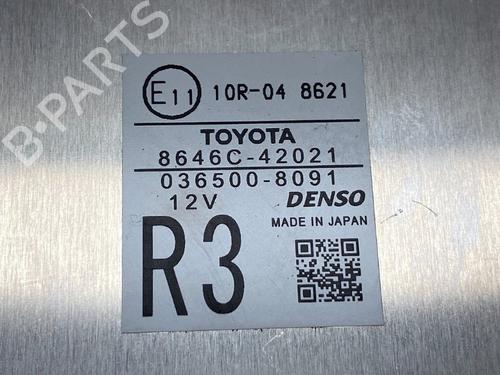 B-PARTS
E11 10R-04 8621
TOYOTA
8646C-42021
036500-8091
12V DENSO
MADE IN JAPAN
R3